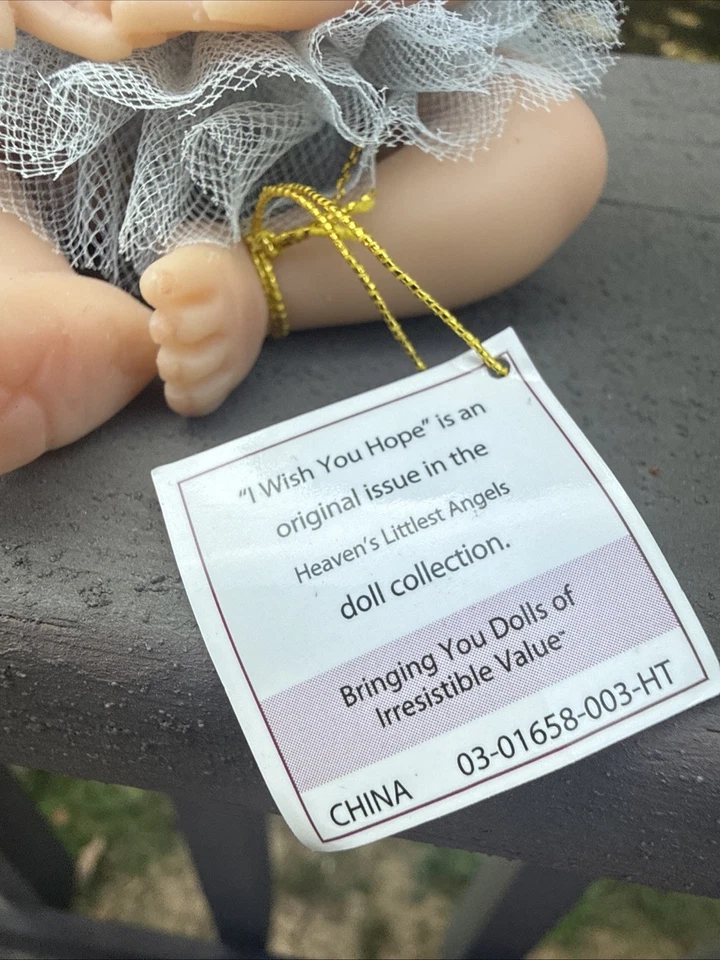 "I Wish You Hope" is an
original issue in the
Heaven's Littlest Angels
doll collection.
Bringing You Dolls of
Irresistible Value℠
CHINA 03-01658-003-HT